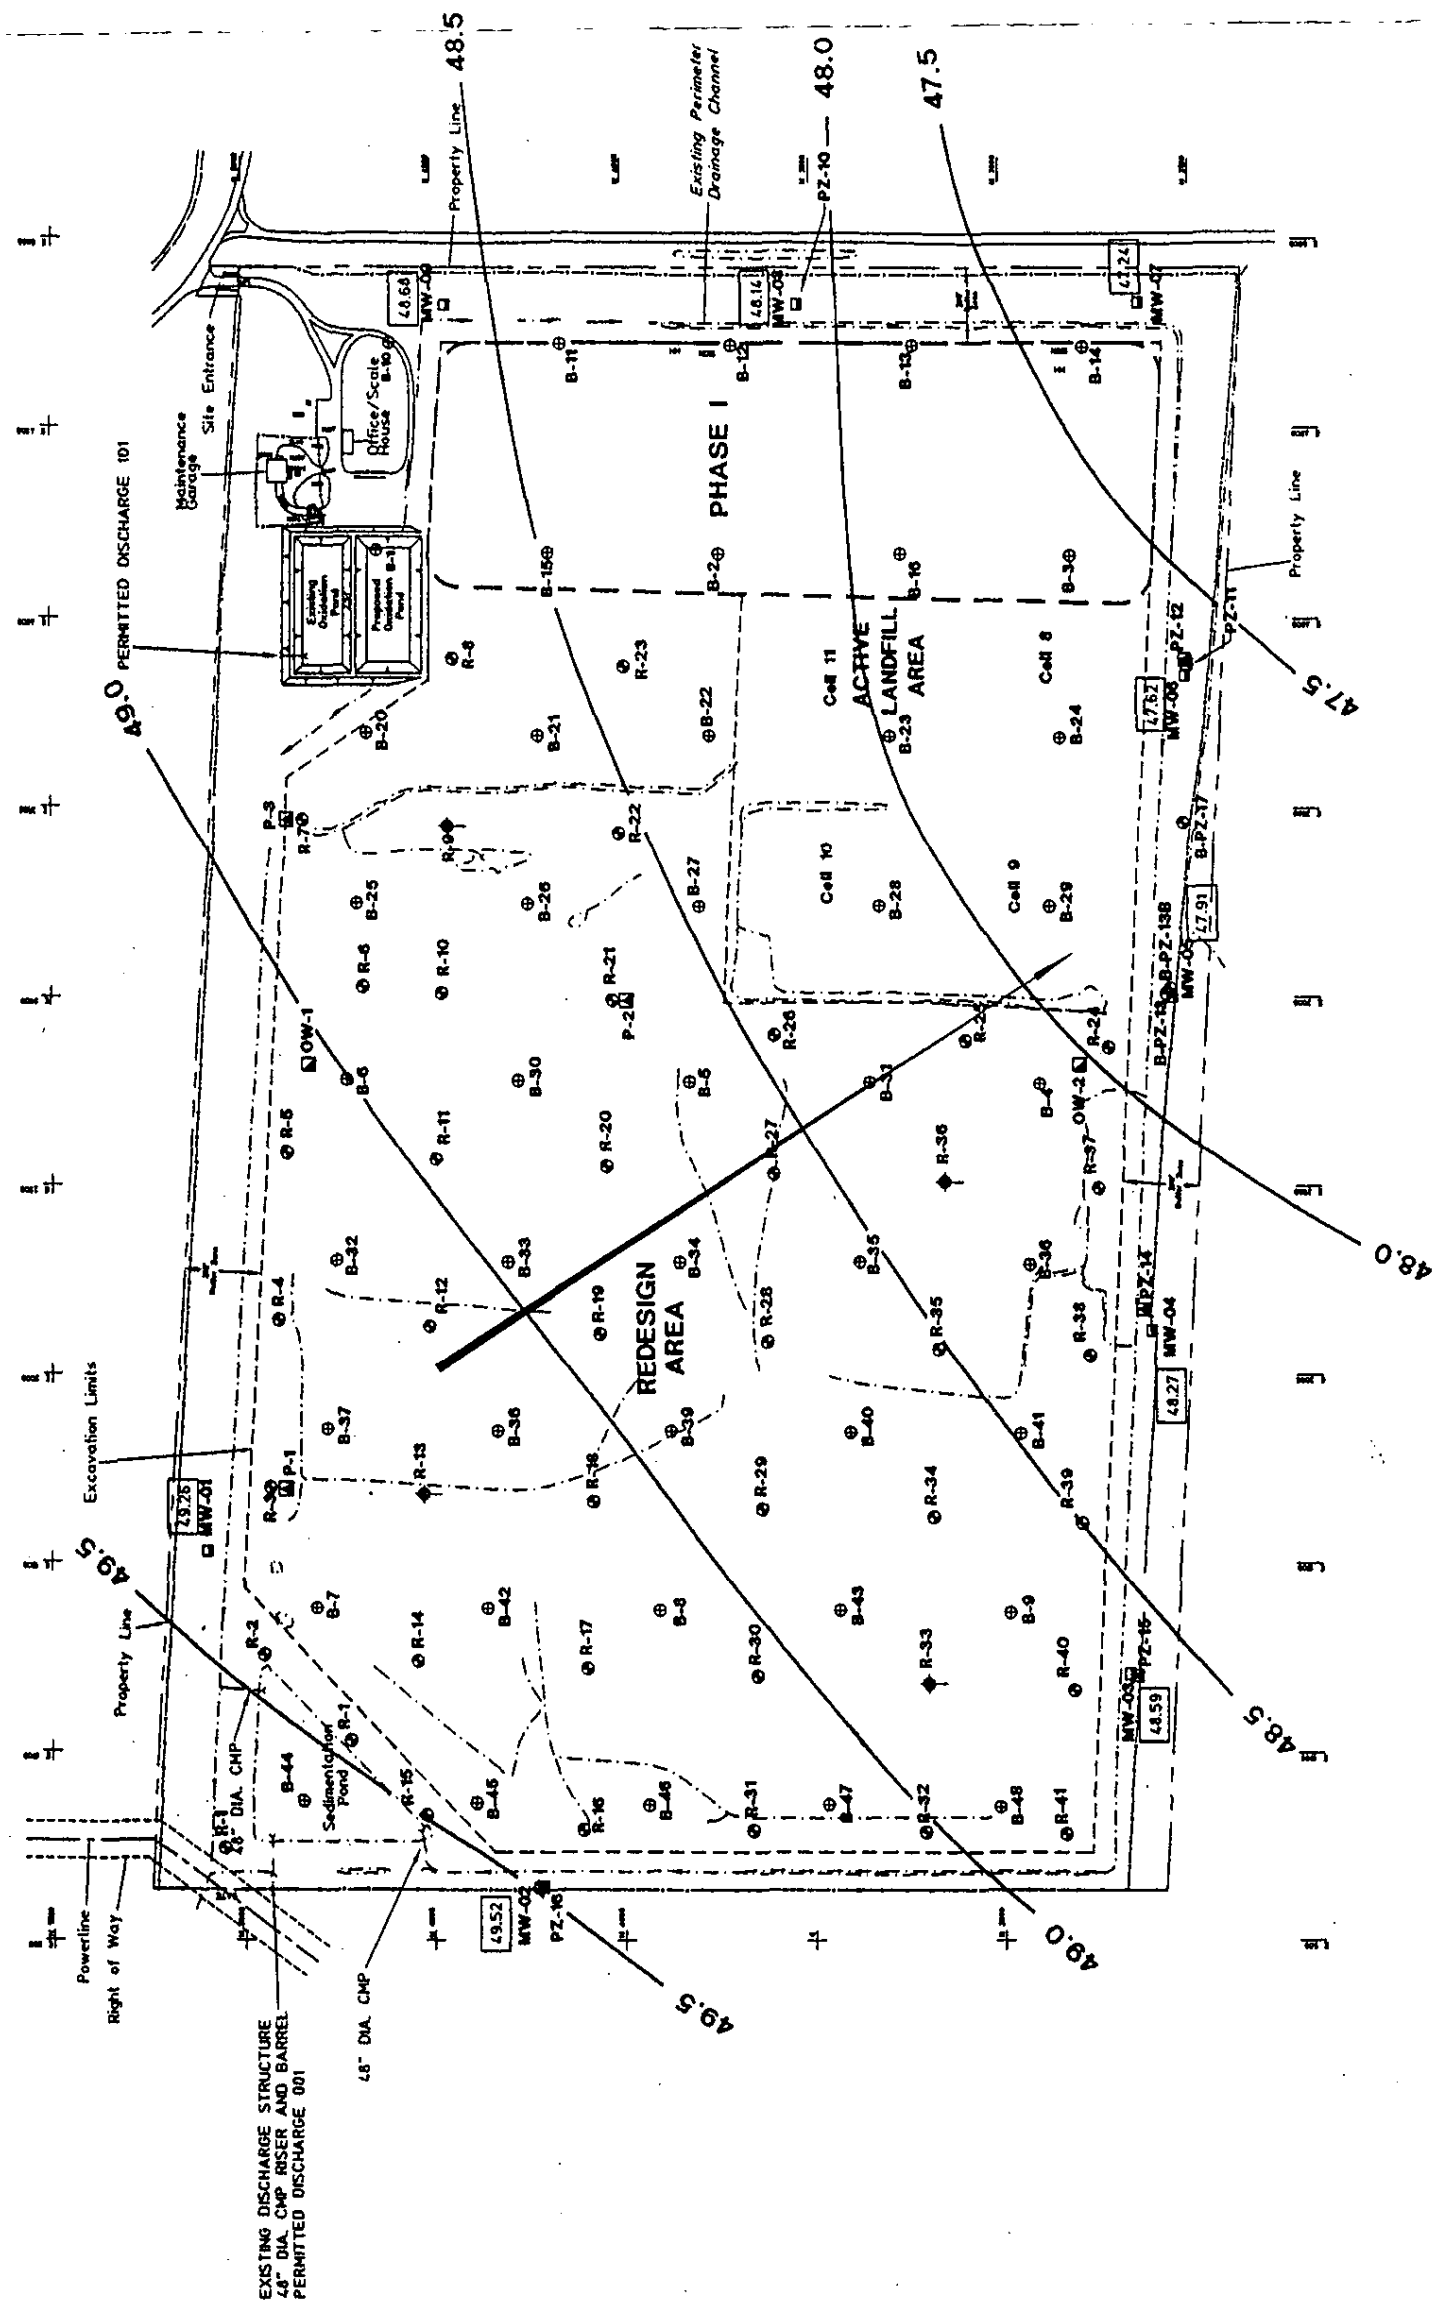 48.5
48.0
47.5
Property Line
Existing Perimeter
Drainage Channel
PZ-10
Site Entrance
Maintenance
Garage
PERMITTED DISCHARGE 101
49.0
Office/Scale
House
B-10
48.68
MW-09
48.14
MW-08
47.24
MW-07
B-11
B-12
B-13
B-14
PHASE I
Existing
Oxidation
Pond
Proposed
Oxidation
Pond
B-1
B-15
B-2
B-16
B-3
Property Line
R-8
R-23
Cell 11
ACTIVE
LANDFILL
AREA
Cell 8
PZ-12
PZ-11
47.62
MW-06
47.5
B-20
B-21
B-22
B-23
B-24
P-3
R-7
R-9
R-22
B-PZ-17
B-25
B-26
B-27
Cell 10
B-28
Cell 9
B-29
47.91
R-6
R-10
R-21
P-2
B-PZ-13B
MW-05
B-PZ-13
OW-1
R-26
R-25
R-24
B-6
B-30
B-5
B-31
B-4
OW-2
R-5
R-11
R-20
R-27
R-36
R-37
B-32
B-33
B-34
B-35
B-36
48.0
R-4
R-12
R-19
REDESIGN
AREA
R-28
R-35
R-38
PZ-14
MW-04
48.27
Excavation Limits
B-37
B-38
B-39
B-40
B-41
49.26
MW-01
P-1
R-3
R-13
R-18
R-29
R-34
R-39
49.5
Property Line
R-2
B-7
B-42
B-8
B-43
B-9
R-14
R-17
R-30
R-33
R-40
PZ-15
MW-03
48.59
48.5
48" DIA. CMP
B-44
Sedimentation
Pond
R-1
R-15
B-45
R-16
B-46
R-31
B-47
R-32
B-48
R-41
Powerline
Right of Way
49.52
MW-02
PZ-16
49.0
49.5
48" DIA. CMP
EXISTING DISCHARGE STRUCTURE
48" DIA. CMP RISER AND BARREL
PERMITTED DISCHARGE 001